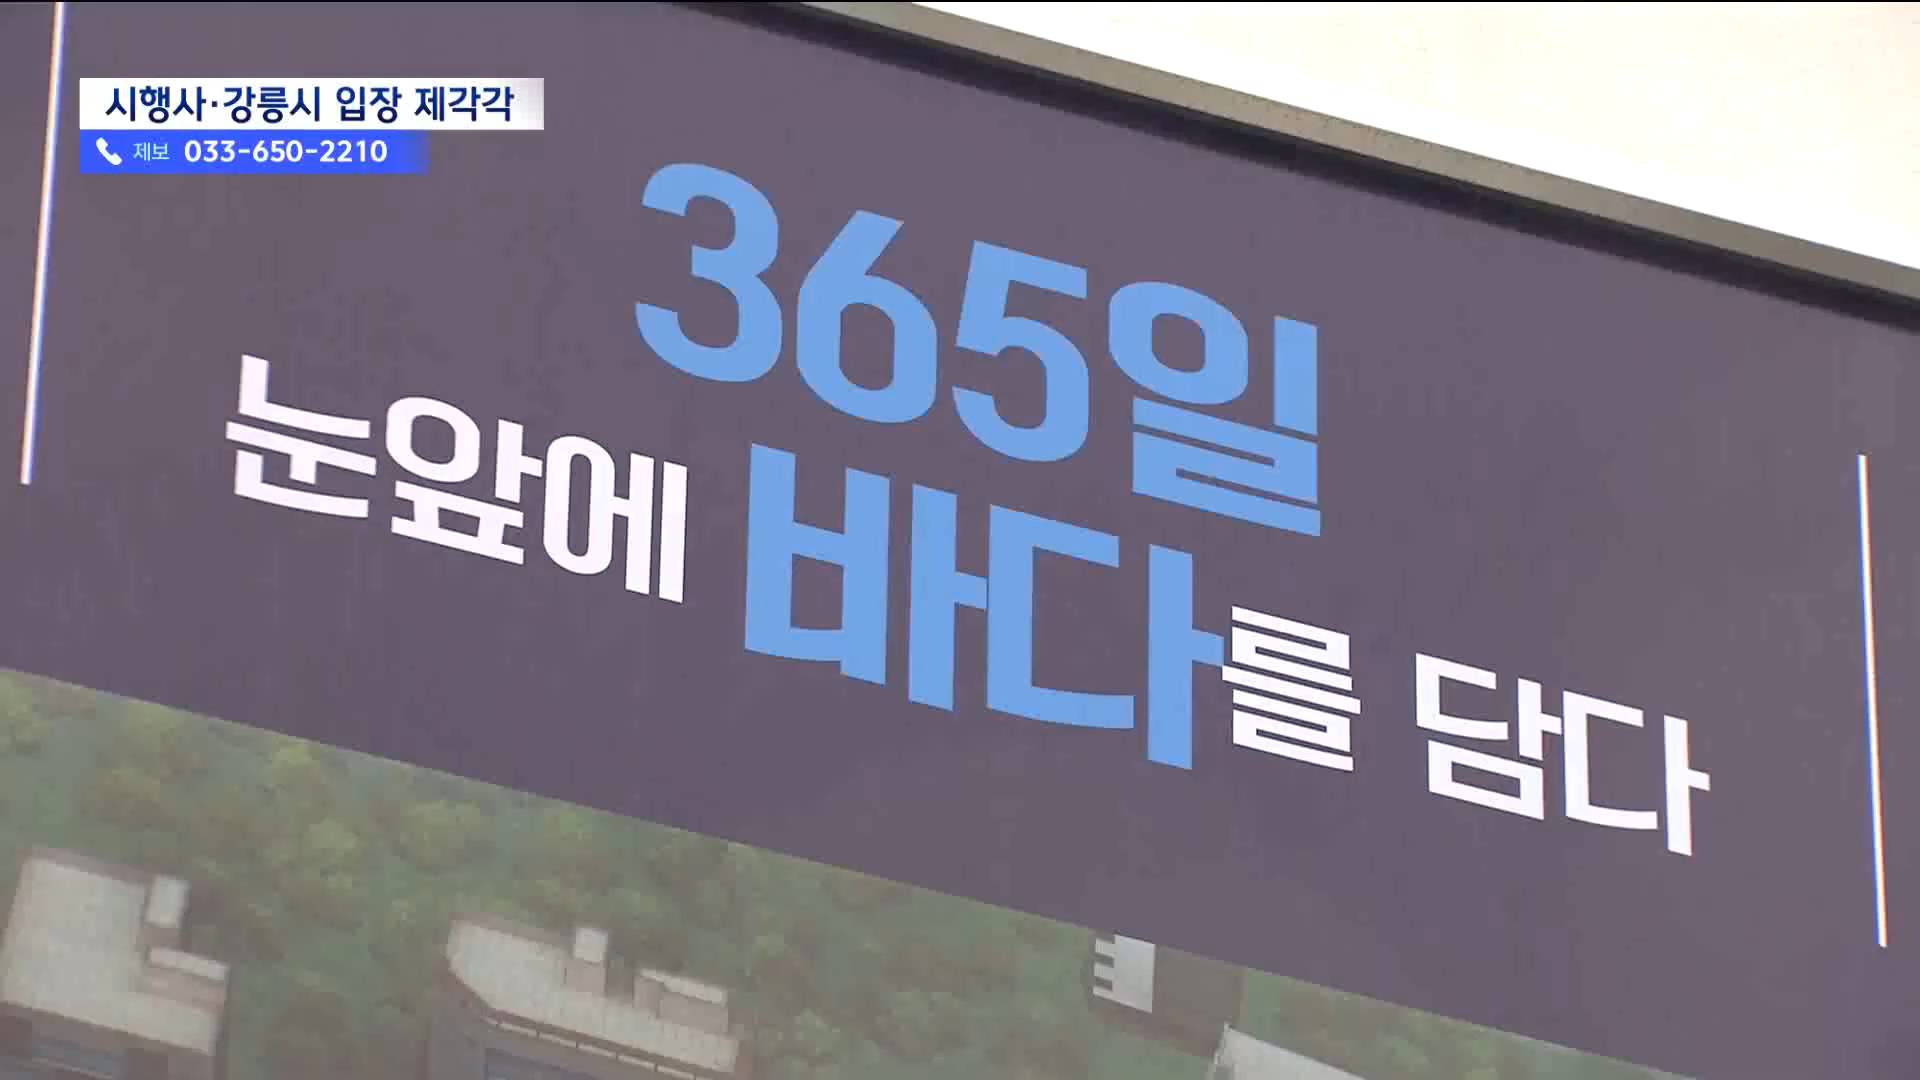 시행사·강릉시 입장 제각각
제보 033-650-2210
365일
눈앞에 바다를 담다